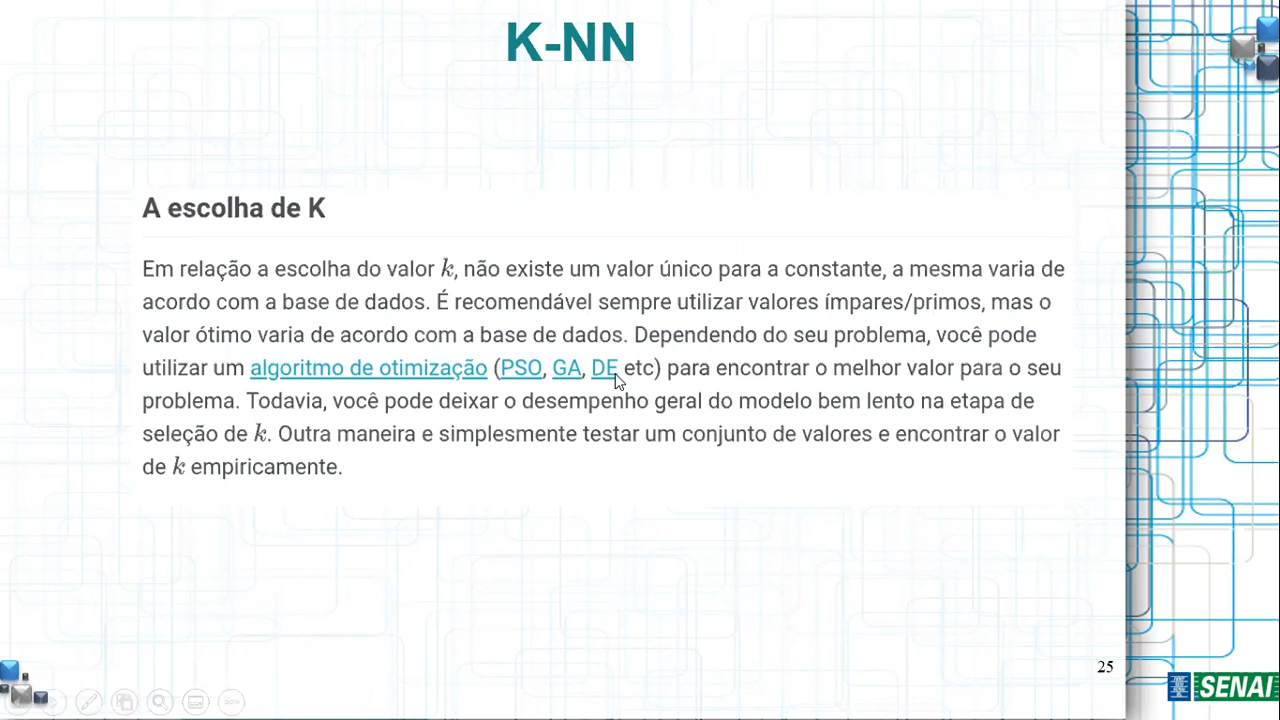 K-NN
A escolha de K
Em relação a escolha do valor k, não existe um valor único para a constante, a mesma varia de
acordo com a base de dados. É recomendável sempre utilizar valores ímpares/primos, mas o
valor ótimo varia de acordo com a base de dados. Dependendo do seu problema, você pode
utilizar um algoritmo de otimização (PSO, GA, DE etc) para encontrar o melhor valor para o seu
problema. Todavia, você pode deixar o desempenho geral do modelo bem lento na etapa de
seleção de k. Outra maneira e simplesmente testar um conjunto de valores e encontrar o valor
de k empiricamente.
25
SENAI